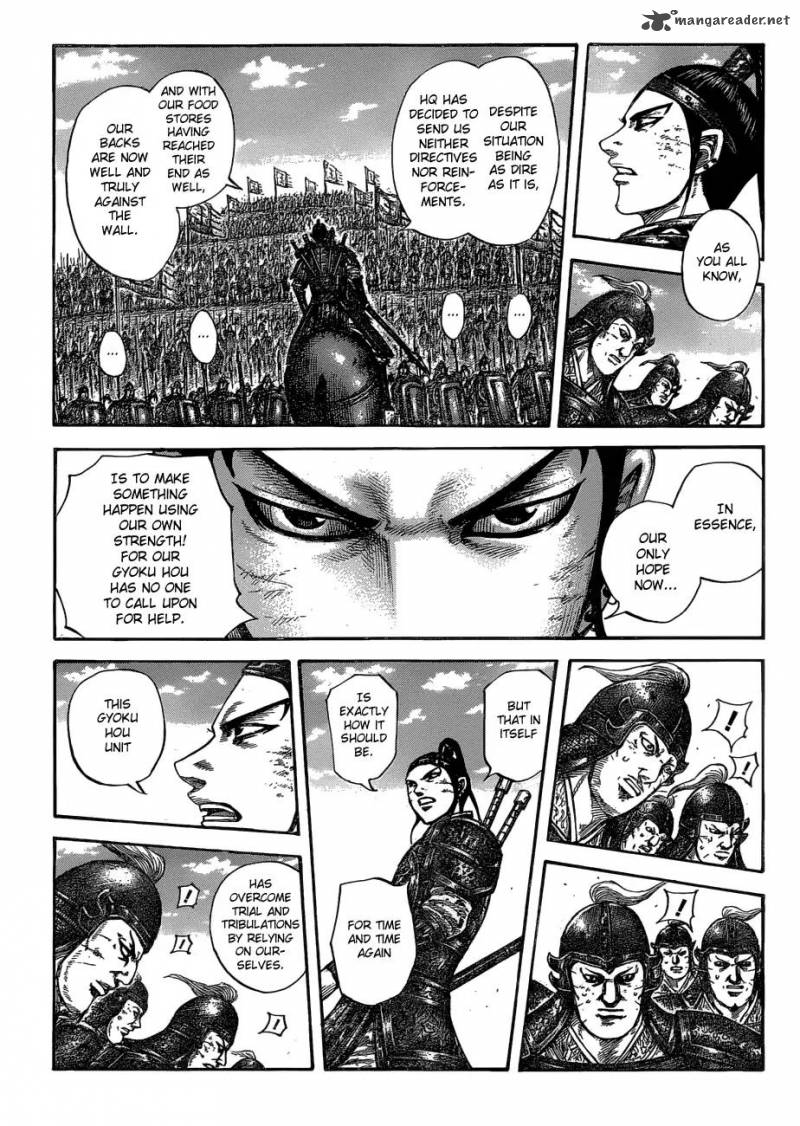 mangareader.net
AS
YOU ALL
KNOW,
DESPITE
OUR
SITUATION
BEING
AS DIRE
AS IT IS,
HQ HAS
DECIDED TO
SEND US
NEITHER
DIRECTIVES
NOR REIN-
FORCE-
MENTS.
AND WITH
OUR FOOD
STORES
HAVING
REACHED
THEIR
END AS
WELL,
OUR
BACKS
ARE NOW
WELL AND
TRULY
AGAINST
THE
WALL.
...
...
...
...
IN
ESSENCE,
OUR
ONLY
HOPE
NOW...
IS TO MAKE
SOMETHING
HAPPEN USING
OUR OWN
STRENGTH!
FOR OUR
GYOKU HOU
HAS NO ONE
TO CALL UPON
FOR HELP.
!
!
BUT
THAT IN
ITSELF
IS
EXACTLY
HOW IT
SHOULD
BE.
FOR TIME
AND TIME
AGAIN
!
THIS
GYOKU
HOU
UNIT
HAS
OVERCOME
TRIAL AND
TRIBULATIONS
BY RELYING
ON OUR-
SELVES.
!
!
!